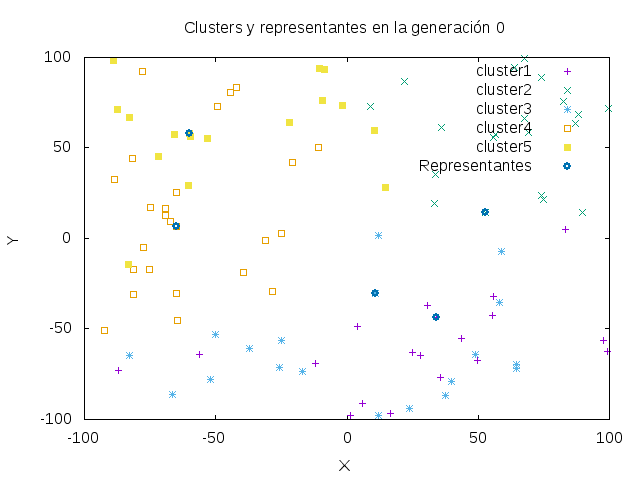 Clusters y representantes en la generación 0
100
50
0
-50
-100
Y
cluster1
cluster2
cluster3
cluster4
cluster5
Representantes
-100
-50
0
50
100
X